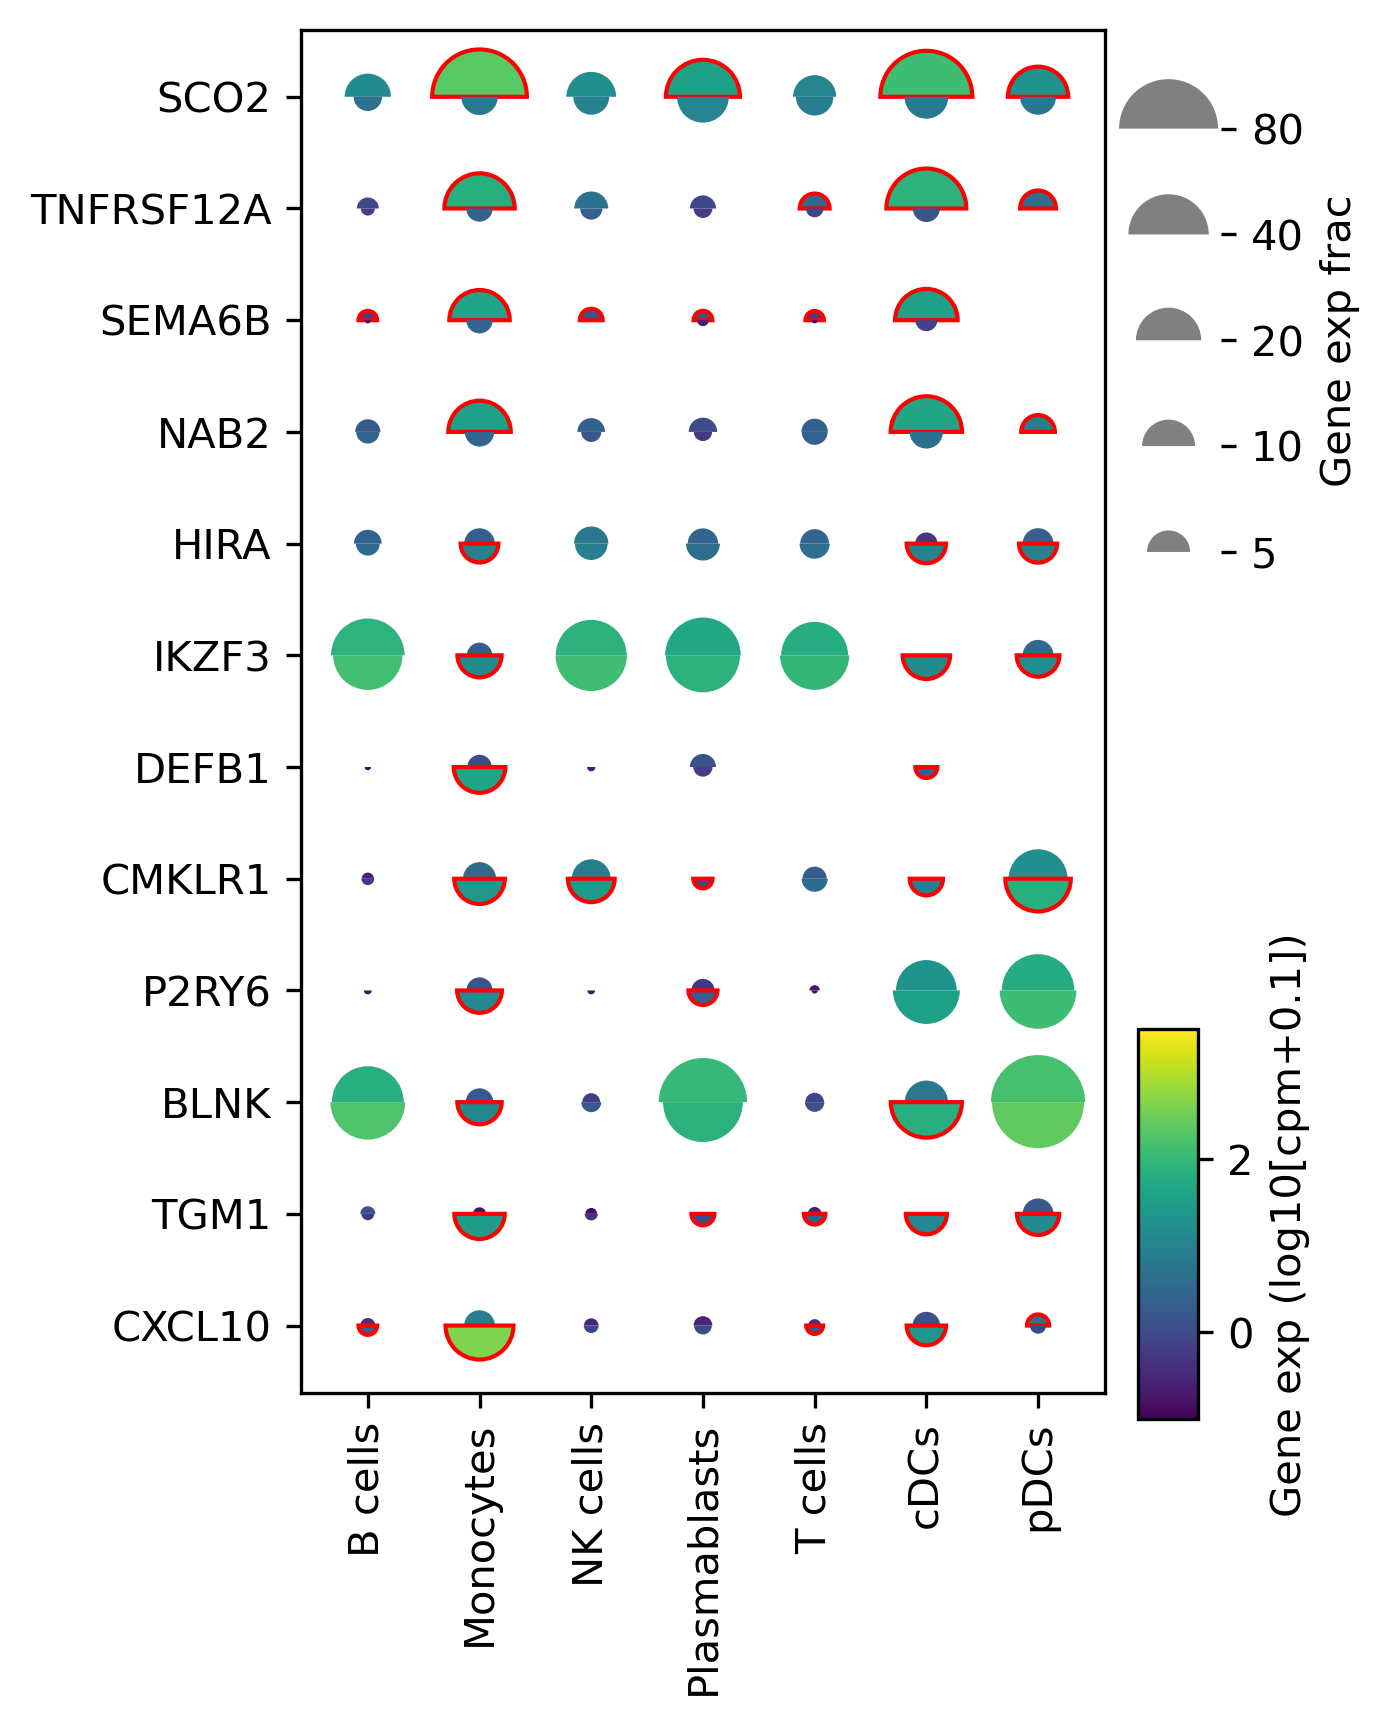 SCO2
TNFRSF12A
SEMA6B
NAB2
HIRA
IKZF3
DEFB1
CMKLR1
P2RY6
BLNK
TGM1
CXCL10
B cells
Monocytes
NK cells
Plasmablasts
T cells
cDCs
pDCs
80
40
20
10
5
Gene exp frac
2
0
Gene exp (log10[cpm+0.1])